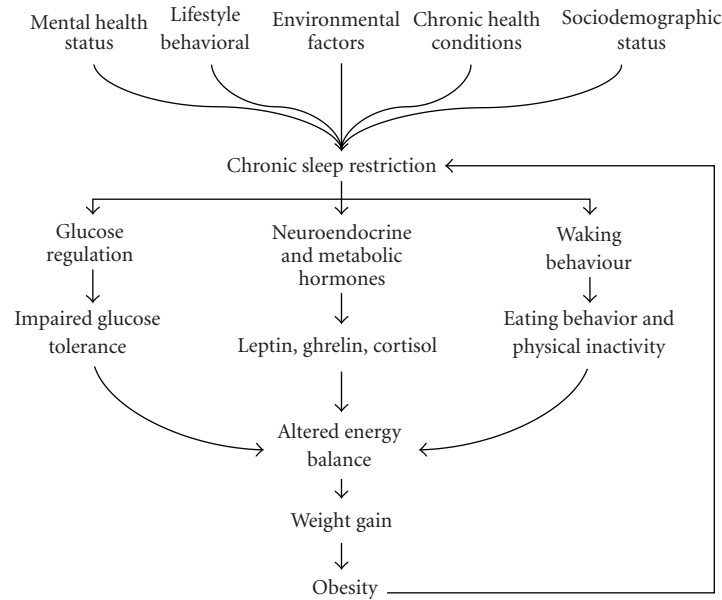 Mental health
status
Lifestyle
behavioral
Environmental
factors
Chronic health
conditions
Sociodemographic
status
Chronic sleep restriction
Glucose
regulation
Neuroendocrine
and metabolic
hormones
Waking
behaviour
Impaired glucose
tolerance
Leptin, ghrelin, cortisol
Eating behavior and
physical inactivity
Altered energy
balance
Weight gain
Obesity